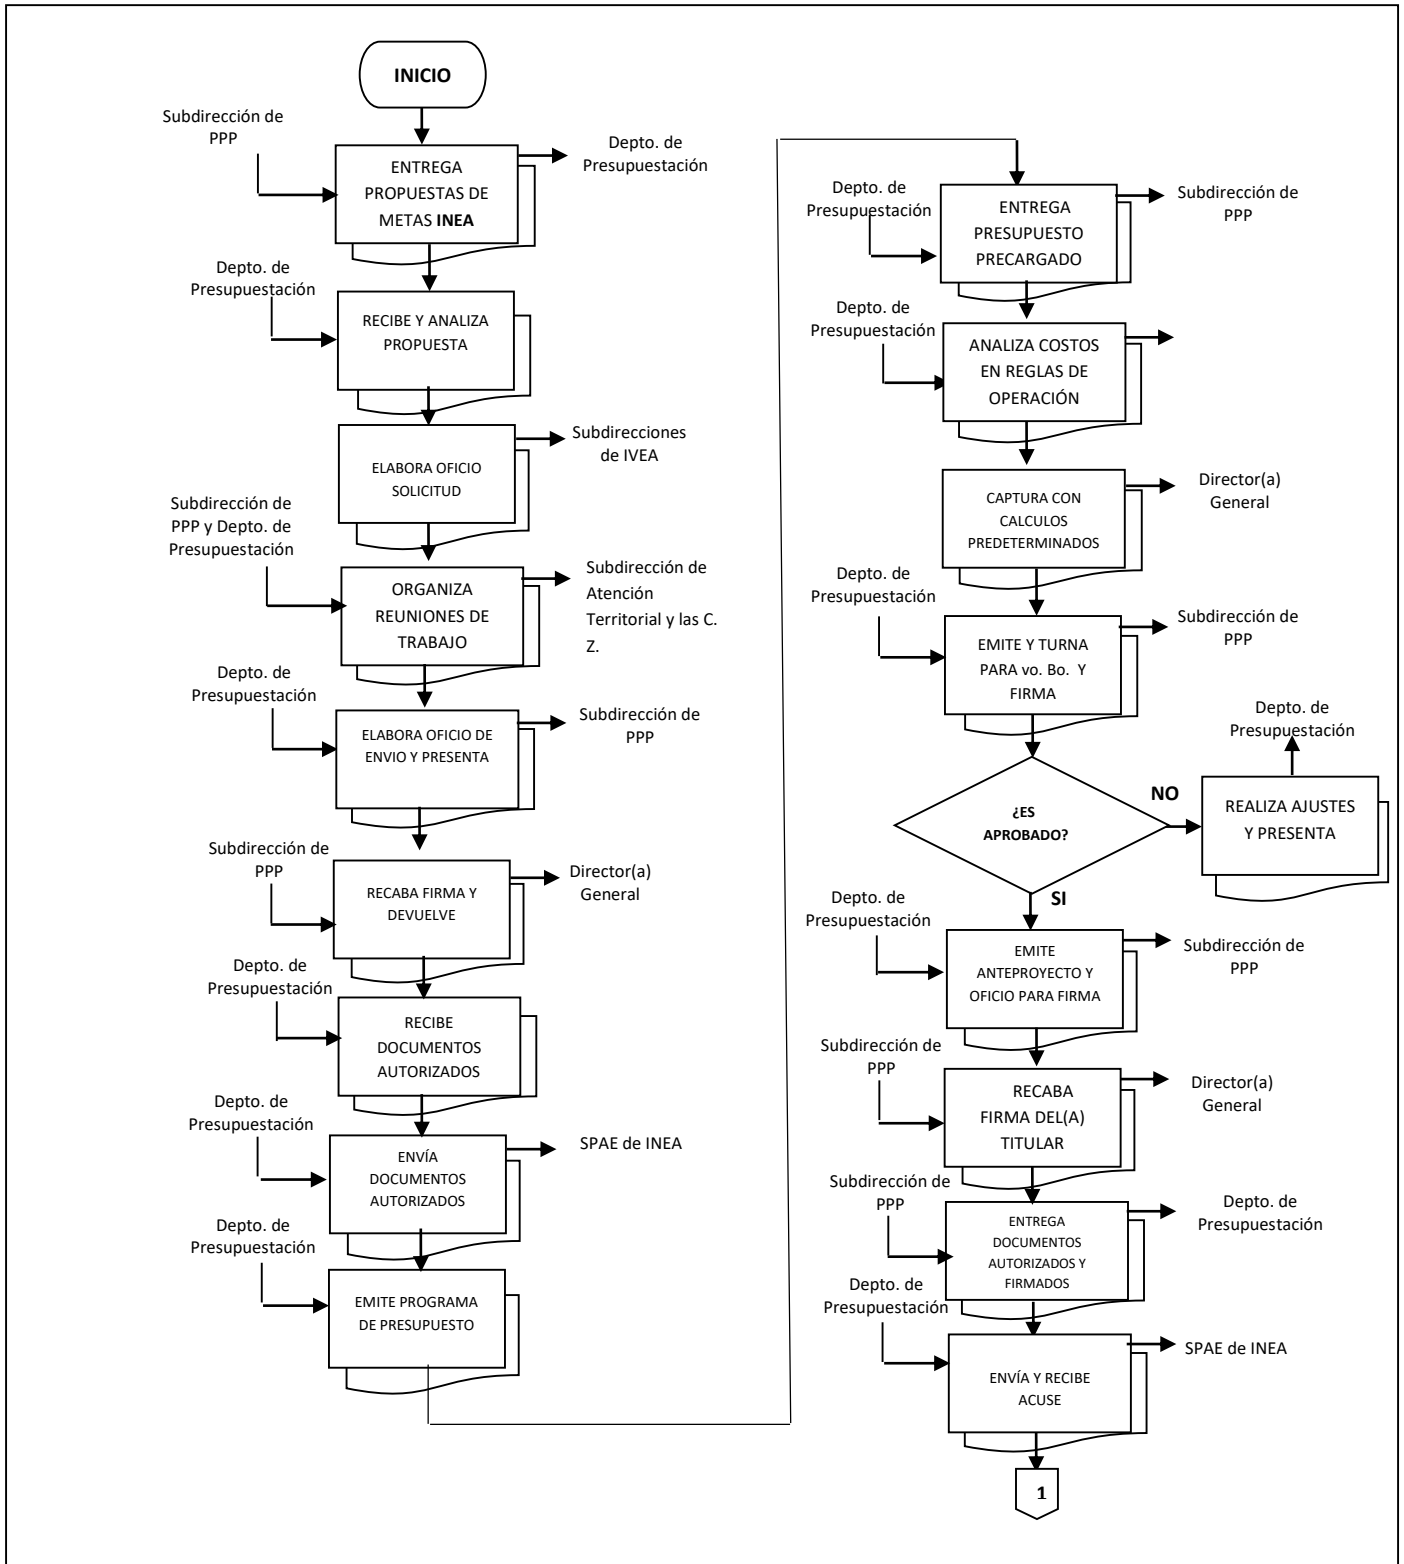 INICIO
Subdirección de
PPP
ENTREGA
PROPUESTAS DE
METAS INEA
Depto. de
Presupuestación
Depto. de
Presupuestación
RECIBE Y ANALIZA
PROPUESTA
ELABORA OFICIO
SOLICITUD
Subdirecciones
de IVEA
Subdirección de
PPP y Depto. de
Presupuestación
ORGANIZA
REUNIONES DE
TRABAJO
Subdirección de
Atención
Territorial y las C.
Z.
Depto. de
Presupuestación
ELABORA OFICIO DE
ENVIO Y PRESENTA
Subdirección de
PPP
Subdirección de
PPP
RECABA FIRMA Y
DEVUELVE
Director(a)
General
Depto. de
Presupuestación
RECIBE
DOCUMENTOS
AUTORIZADOS
Depto. de
Presupuestación
ENVÍA
DOCUMENTOS
AUTORIZADOS
SPAE de INEA
Depto. de
Presupuestación
EMITE PROGRAMA
DE PRESUPUESTO
Depto. de
Presupuestación
ENTREGA
PRESUPUESTO
PRECARGADO
Subdirección de
PPP
Depto. de
Presupuestación
ANALIZA COSTOS
EN REGLAS DE
OPERACIÓN
CAPTURA CON
CALCULOS
PREDETERMINADOS
Director(a)
General
Depto. de
Presupuestación
EMITE Y TURNA
PARA vo. Bo. Y
FIRMA
Subdirección de
PPP
¿ES
APROBADO?
NO
Depto. de
Presupuestación
REALIZA AJUSTES
Y PRESENTA
SI
Depto. de
Presupuestación
EMITE
ANTEPROYECTO Y
OFICIO PARA FIRMA
Subdirección de
PPP
Subdirección de
PPP
RECABA
FIRMA DEL(A)
TITULAR
Director(a)
General
Subdirección de
PPP
ENTREGA
DOCUMENTOS
AUTORIZADOS Y
FIRMADOS
Depto. de
Presupuestación
Depto. de
Presupuestación
ENVÍA Y RECIBE
ACUSE
SPAE de INEA
1